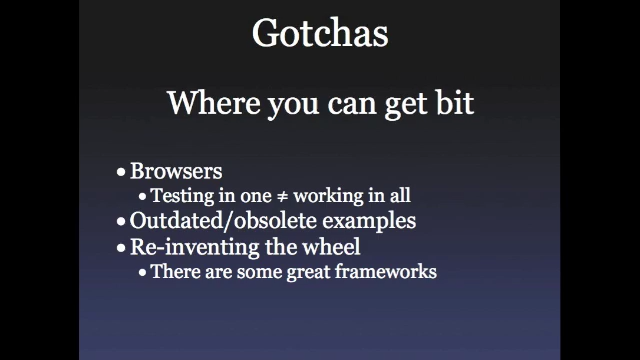 Gotchas
Where you can get bit
• Browsers
• Testing in one ≠ working in all
• Outdated/obsolete examples
• Re-inventing the wheel
• There are some great frameworks